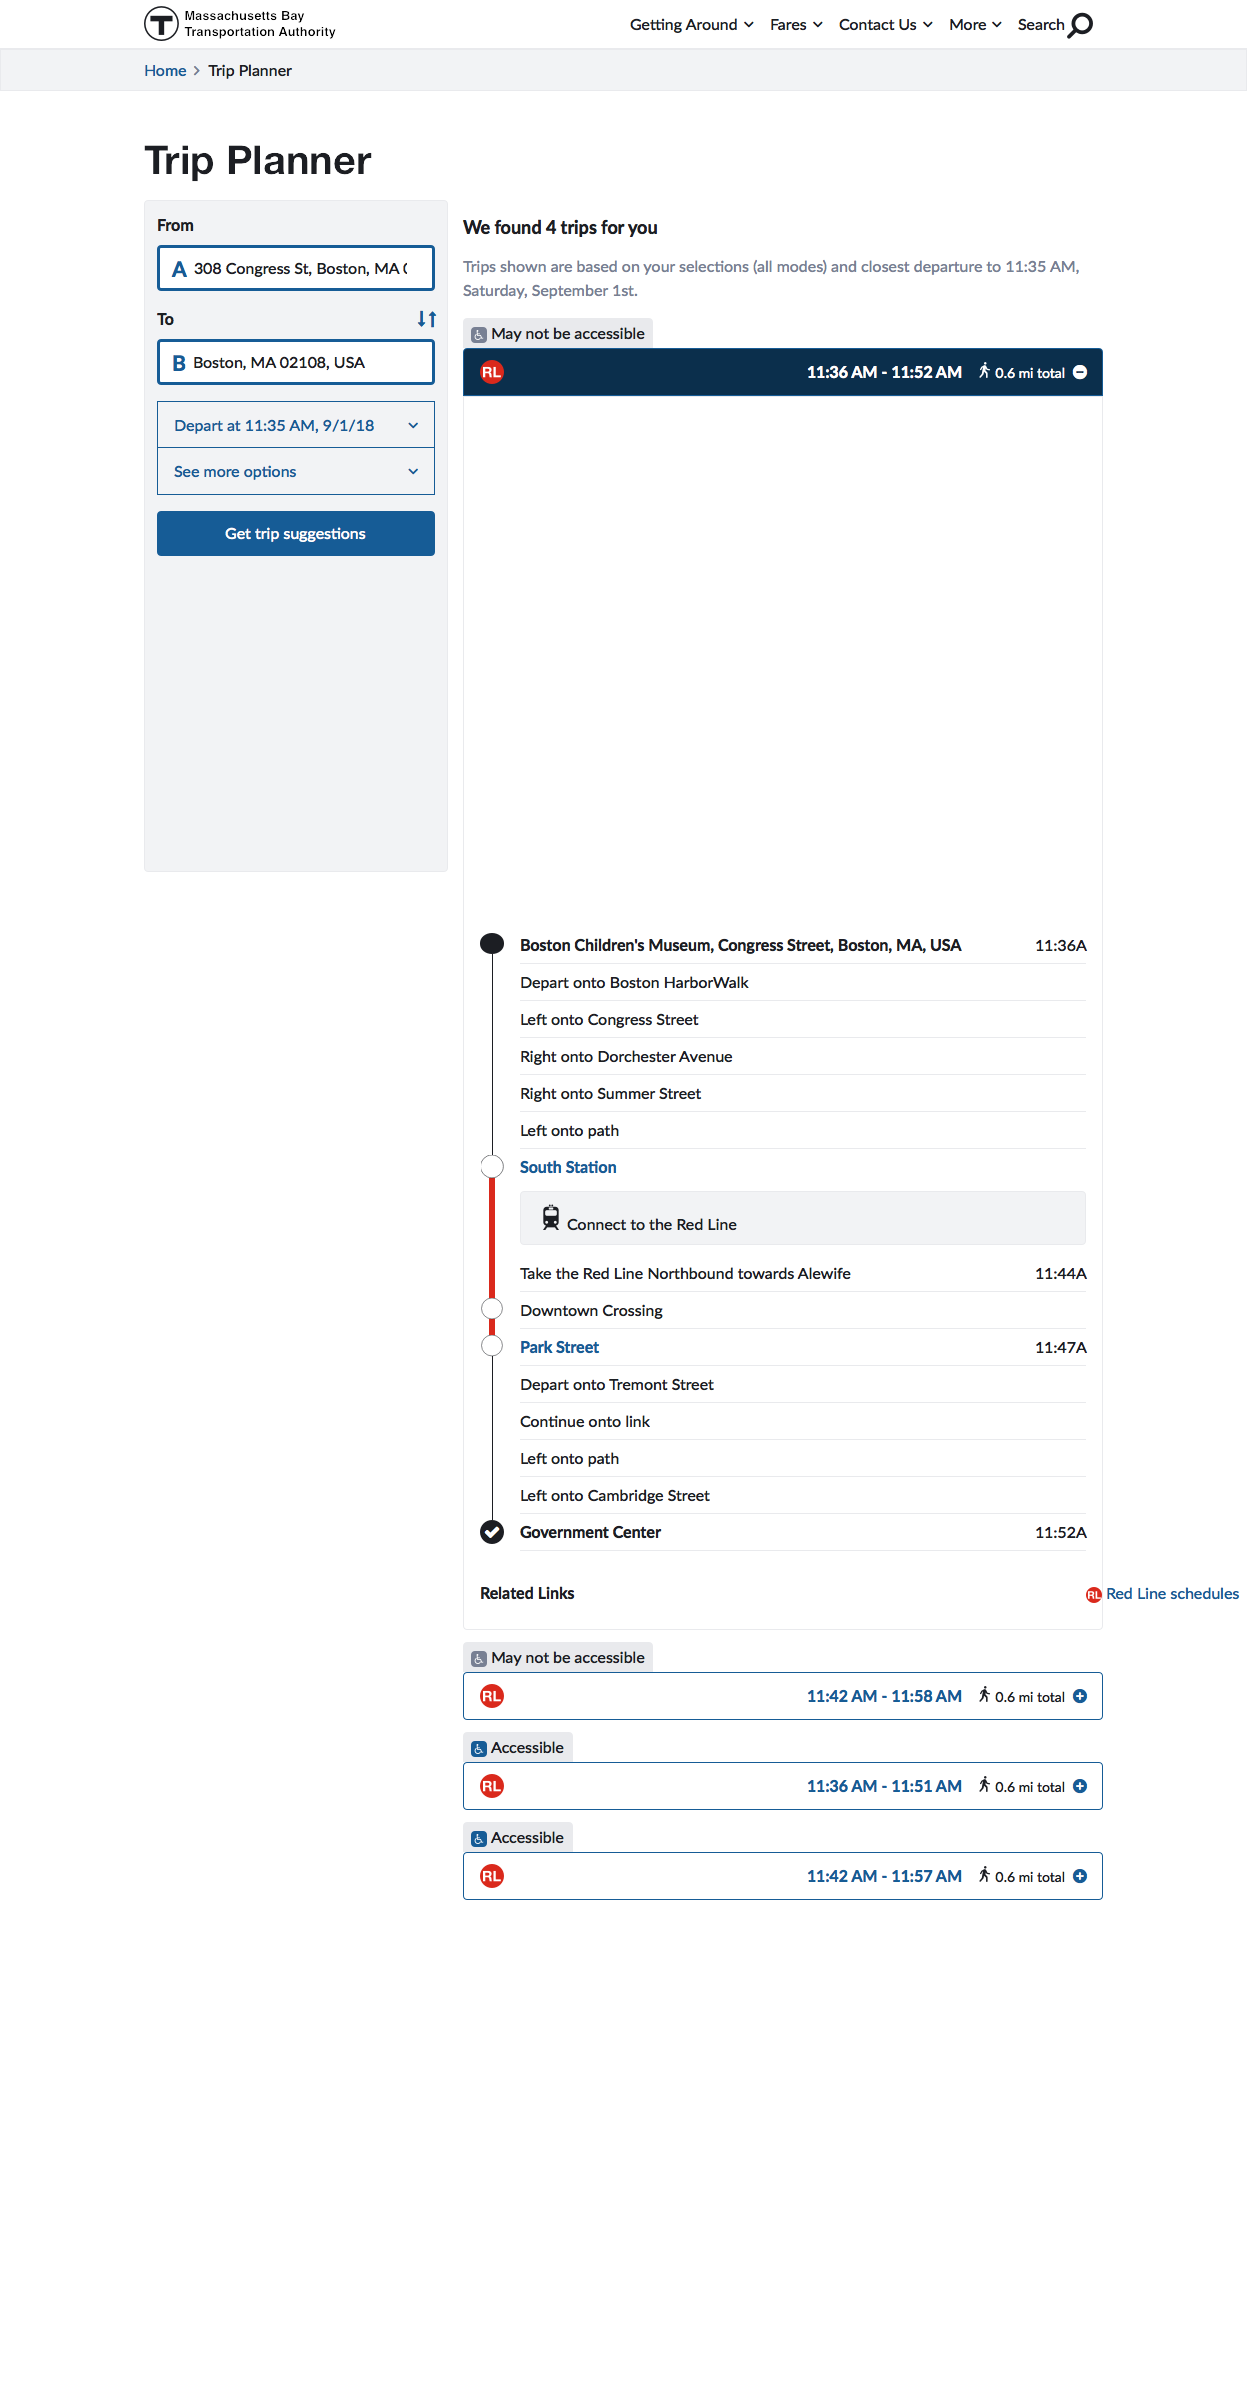 Massachusetts Bay
Transportation Authority
Getting Around Fares Contact Us More Search
Home > Trip Planner
Trip Planner
From
A 308 Congress St, Boston, MA
To
B Boston, MA 02108, USA
Depart at 11:35 AM, 9/1/18
See more options
Get trip suggestions
We found 4 trips for you
Trips shown are based on your selections (all modes) and closest departure to 11:35 AM,
Saturday, September 1st.
May not be accessible
RL 11:36 AM - 11:52 AM 0.6 mi total
Boston Children's Museum, Congress Street, Boston, MA, USA 11:36A
Depart onto Boston HarborWalk
Left onto Congress Street
Right onto Dorchester Avenue
Right onto Summer Street
Left onto path
South Station
Connect to the Red Line
Take the Red Line Northbound towards Alewife 11:44A
Downtown Crossing
Park Street 11:47A
Depart onto Tremont Street
Continue onto link
Left onto path
Left onto Cambridge Street
Government Center 11:52A
Related Links RL Red Line schedules
May not be accessible
RL 11:42 AM - 11:58 AM 0.6 mi total
Accessible
RL 11:36 AM - 11:51 AM 0.6 mi total
Accessible
RL 11:42 AM - 11:57 AM 0.6 mi total